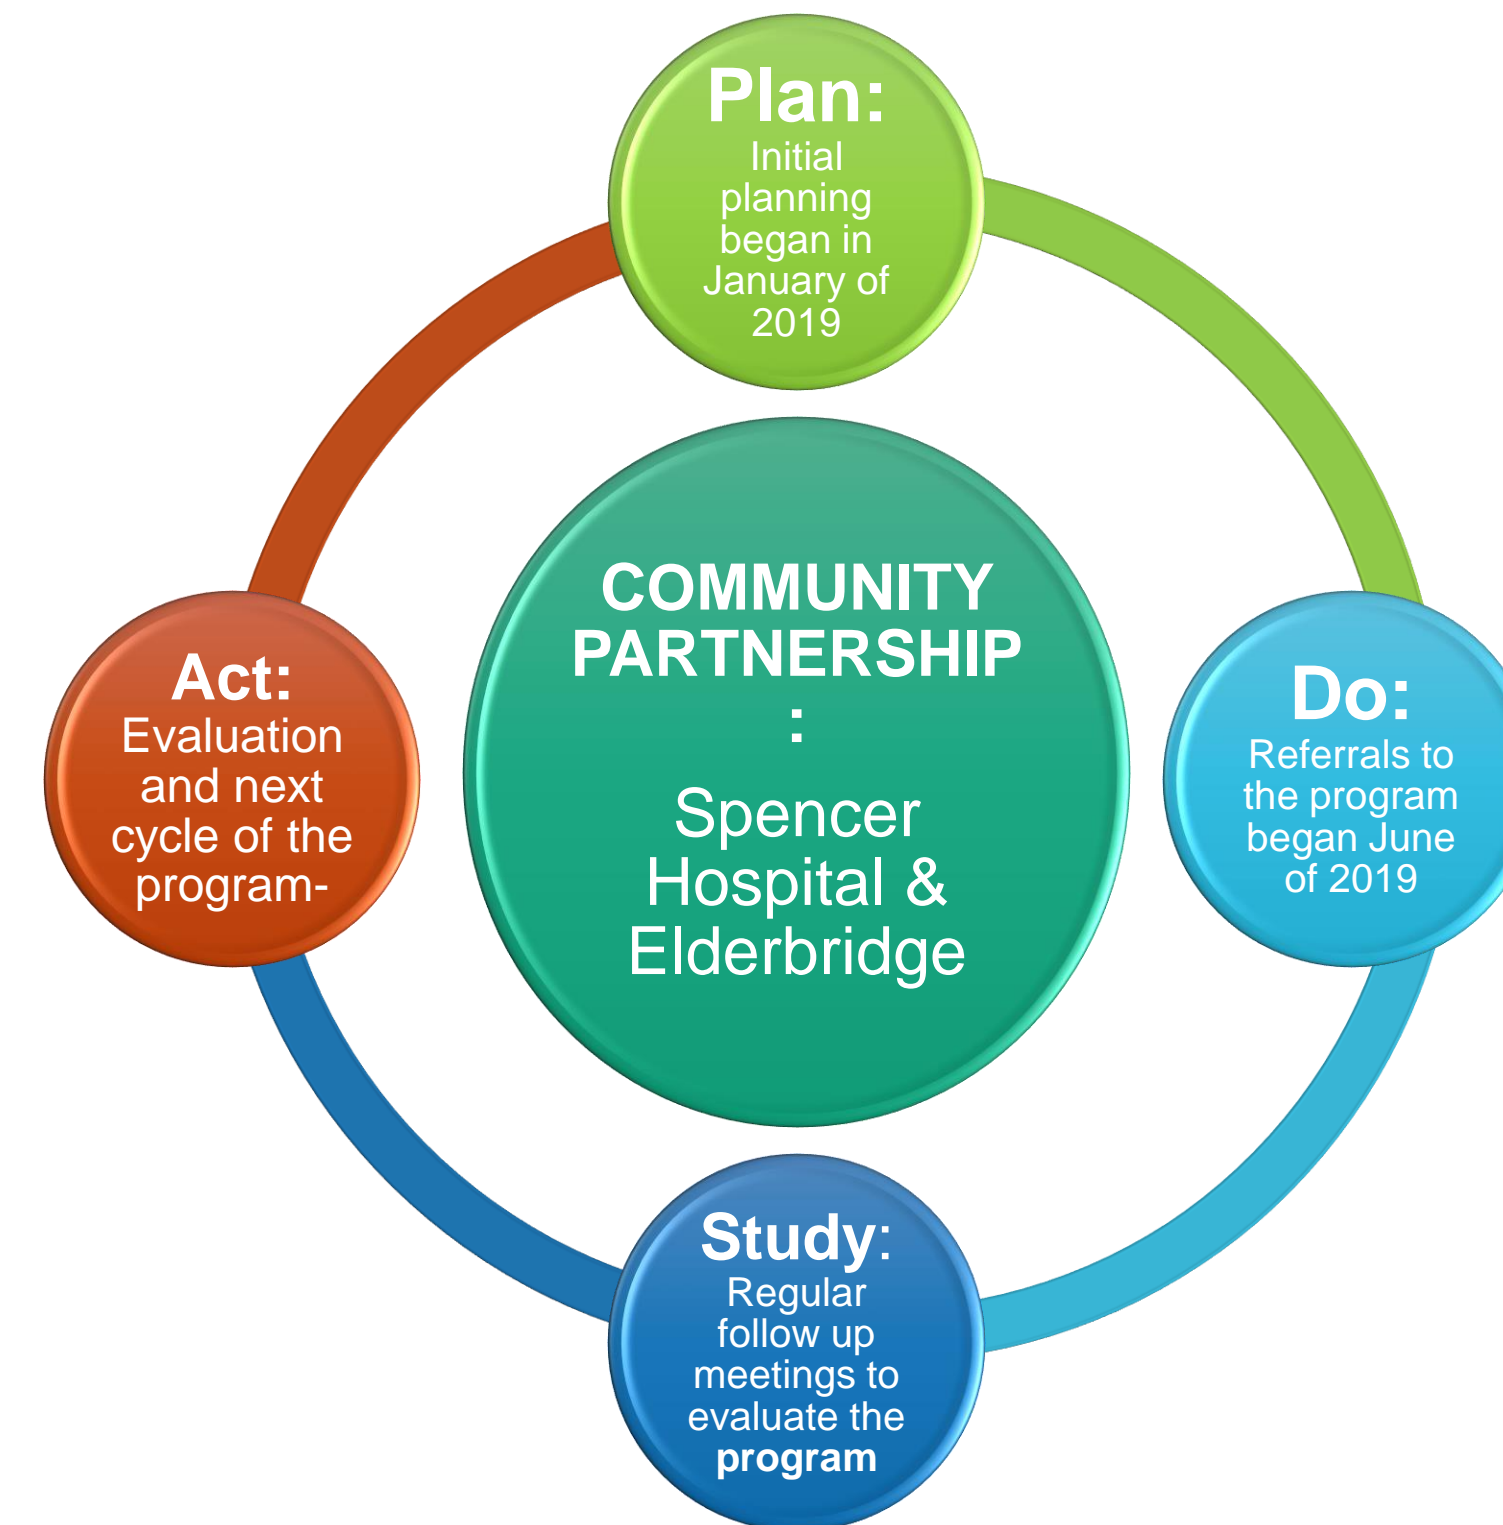 Plan:
Initial
planning
began in
January of
2019
COMMUNITY
PARTNERSHIP
:
Spencer
Hospital &
Elderbridge
Do:
Referrals to
the program
began June
of 2019
Study:
Regular
follow up
meetings to
evaluate the
program
Act:
Evaluation
and next
cycle of the
program-